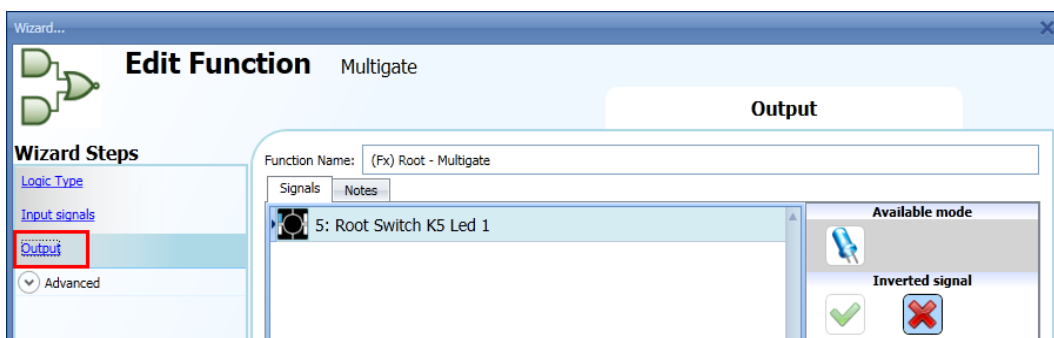 Wizard...
Edit Function Multigate
Output
Wizard Steps
Logic Type
Input signals
Output
Advanced
Function Name: (Fx) Root - Multigate
Signals Notes
5: Root Switch K5 Led 1
Available mode
Inverted signal